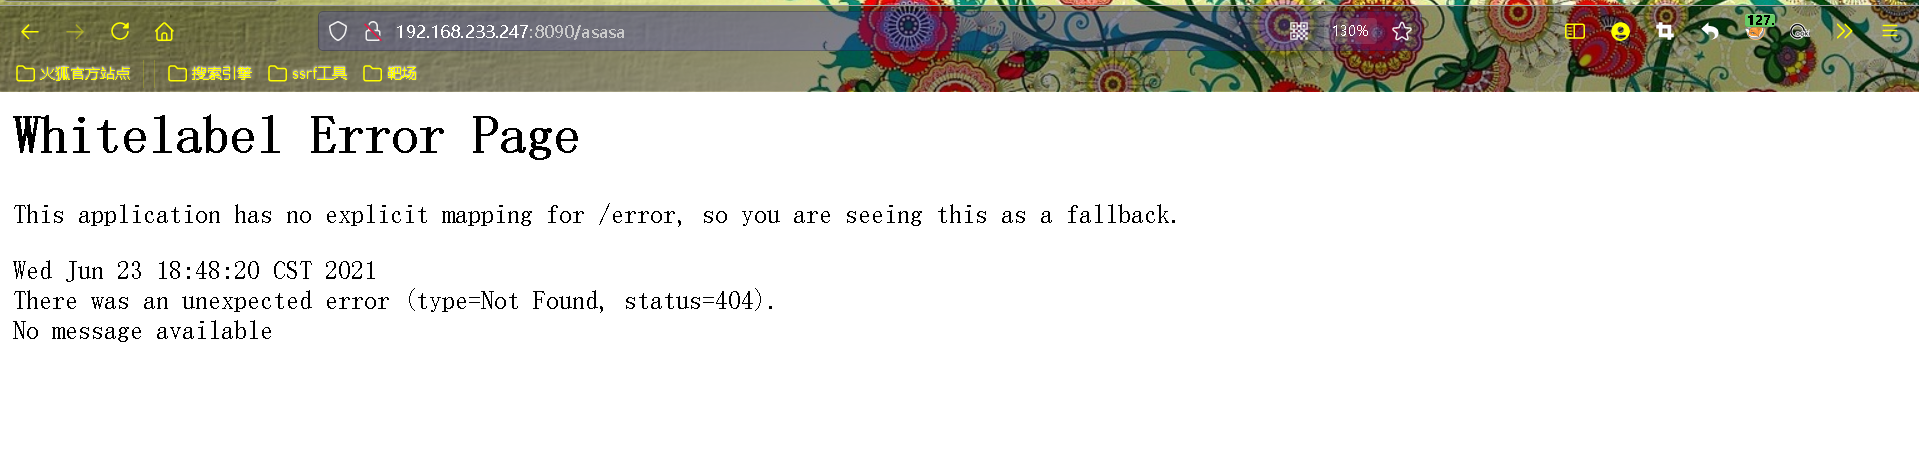 192.168.233.247:8090/asasa
130%
127.
火狐官方站点
搜索引擎
ssrf工具
靶场
Whitelabel Error Page
This application has no explicit mapping for /error, so you are seeing this as a fallback.
Wed Jun 23 18:48:20 CST 2021
There was an unexpected error (type=Not Found, status=404).
No message available